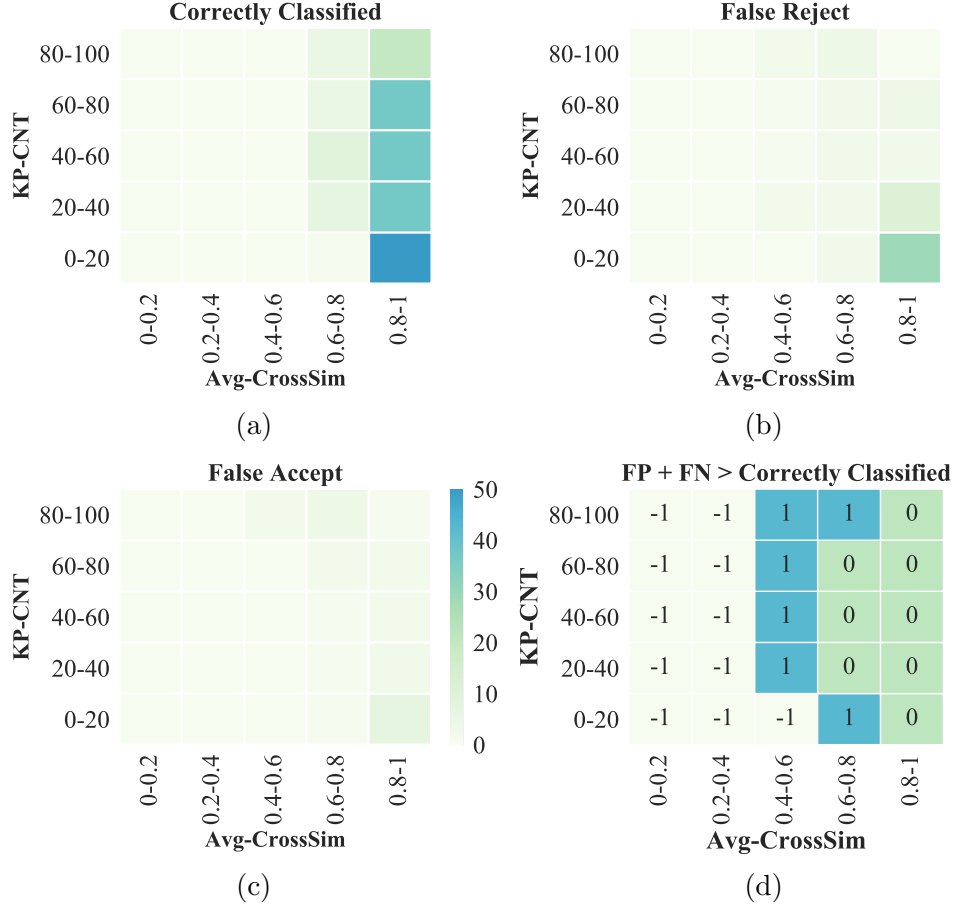 Correctly Classified
KP-CNT
80-100
60-80
40-60
20-40
0-20
0-0.2
0.2-0.4
0.4-0.6
0.6-0.8
0.8-1
Avg-CrossSim
(a)
False Reject
KP-CNT
80-100
60-80
40-60
20-40
0-20
0-0.2
0.2-0.4
0.4-0.6
0.6-0.8
0.8-1
Avg-CrossSim
(b)
False Accept
KP-CNT
80-100
60-80
40-60
20-40
0-20
0-0.2
0.2-0.4
0.4-0.6
0.6-0.8
0.8-1
Avg-CrossSim
50
40
30
20
10
0
(c)
FP + FN > Correctly Classified
KP-CNT
80-100 -1 -1 1 1 0
60-80 -1 -1 1 0 0
40-60 -1 -1 1 0 0
20-40 -1 -1 1 0 0
0-20 -1 -1 -1 1 0
0-0.2
0.2-0.4
0.4-0.6
0.6-0.8
0.8-1
Avg-CrossSim
(d)